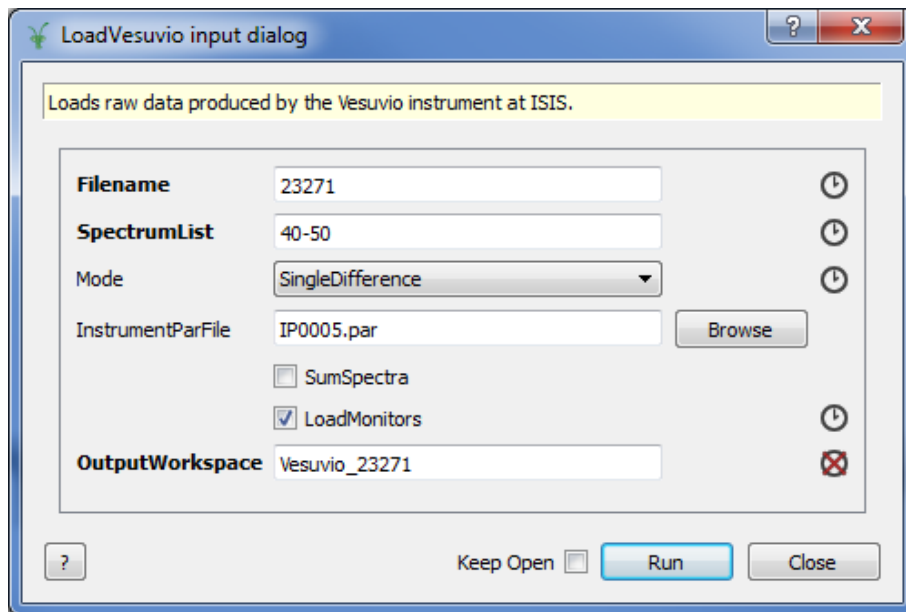 LoadVesuvio input dialog
?
X
Loads raw data produced by the Vesuvio instrument at ISIS.
Filename 23271
SpectrumList 40-50
Mode SingleDifference
InstrumentParFile IP0005.par Browse
SumSpectra
LoadMonitors
OutputWorkspace Vesuvio_23271
? Keep Open Run Close